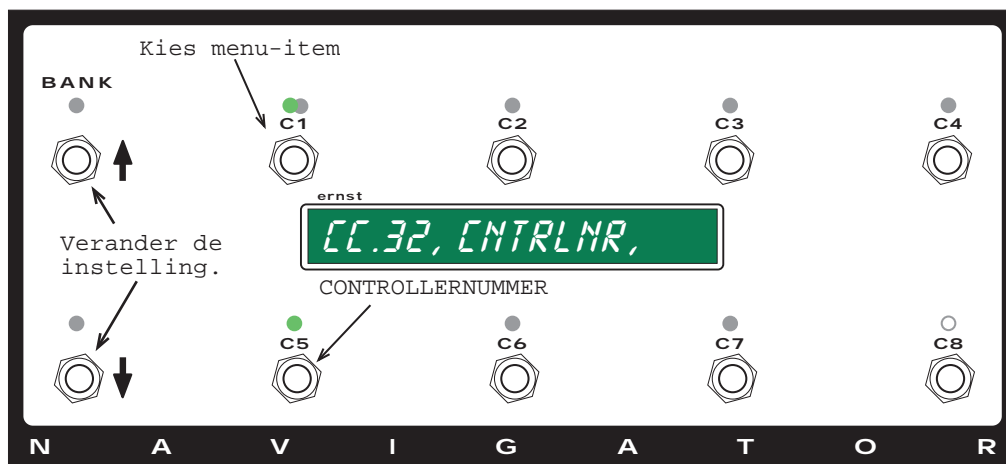 Kies menu-item
BANK
C1 C2 C3 C4
ernst
CC.32, CNTRLNR,
Verander de
instelling.
CONTROLLERNUMMER
C5 C6 C7 C8
N A V I G A T O R